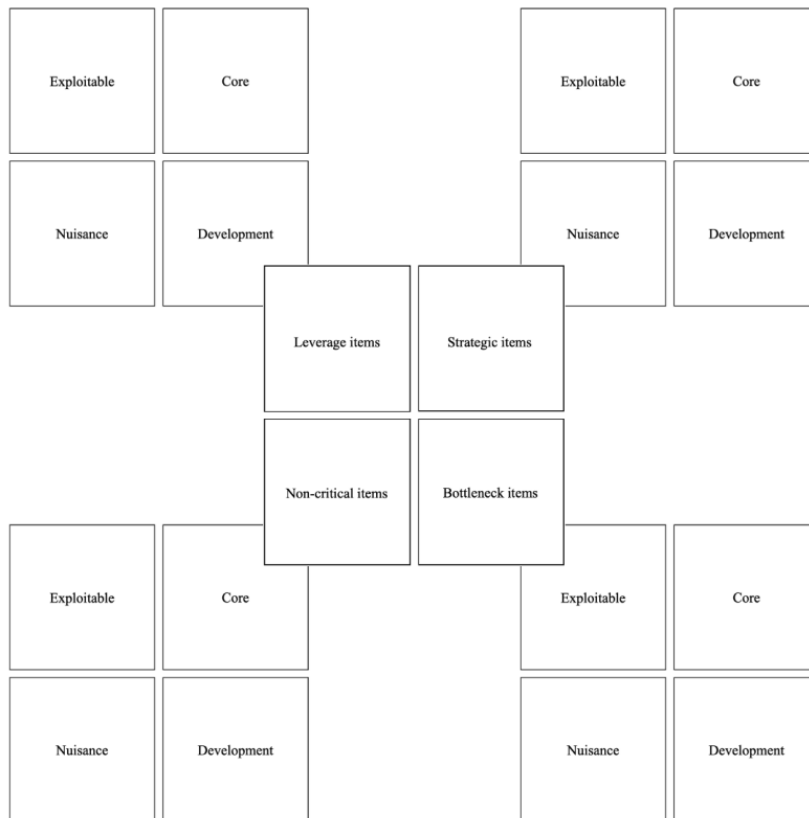 Exploitable
Core
Exploitable
Core
Nuisance
Development
Nuisance
Development
Leverage items
Strategic items
Non-critical items
Bottleneck items
Exploitable
Core
Exploitable
Core
Nuisance
Development
Nuisance
Development